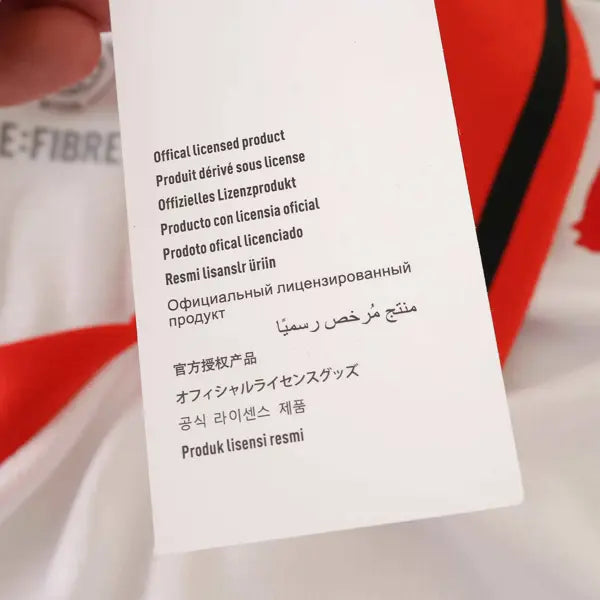 E:FIBRE
Offical licensed product
Produit dérivé sous license
Offizielles Lizenzprodukt
Producto con licensia oficial
Prodoto ofical licenciado
Resmi lisanslr üriin
Официальный лицензированный
продукт
منتج مُرخص رسميًا
官方授权产品
オフィシャルライセンスグッズ
공식 라이센스 제품
Produk lisensi resmi